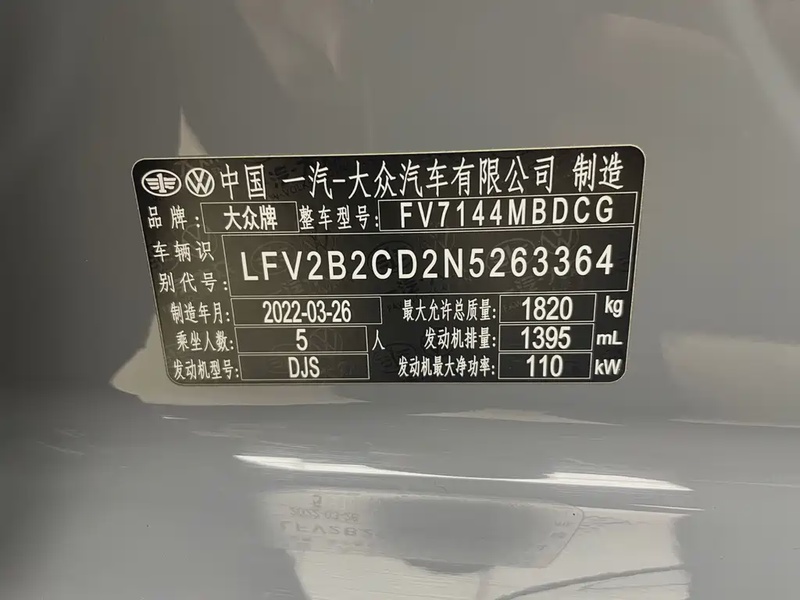 中国 一汽-大众汽车有限公司 制造
品牌: 大众牌 整车型号: FV7144MBDCG
车辆识别代号: LFV2B2CD2N5263364
制造年月: 2022-03-26 最大允许总质量: 1820 kg
乘坐人数: 5 人 发动机排量: 1395 mL
发动机型号: DJS 发动机最大净功率: 110 kW